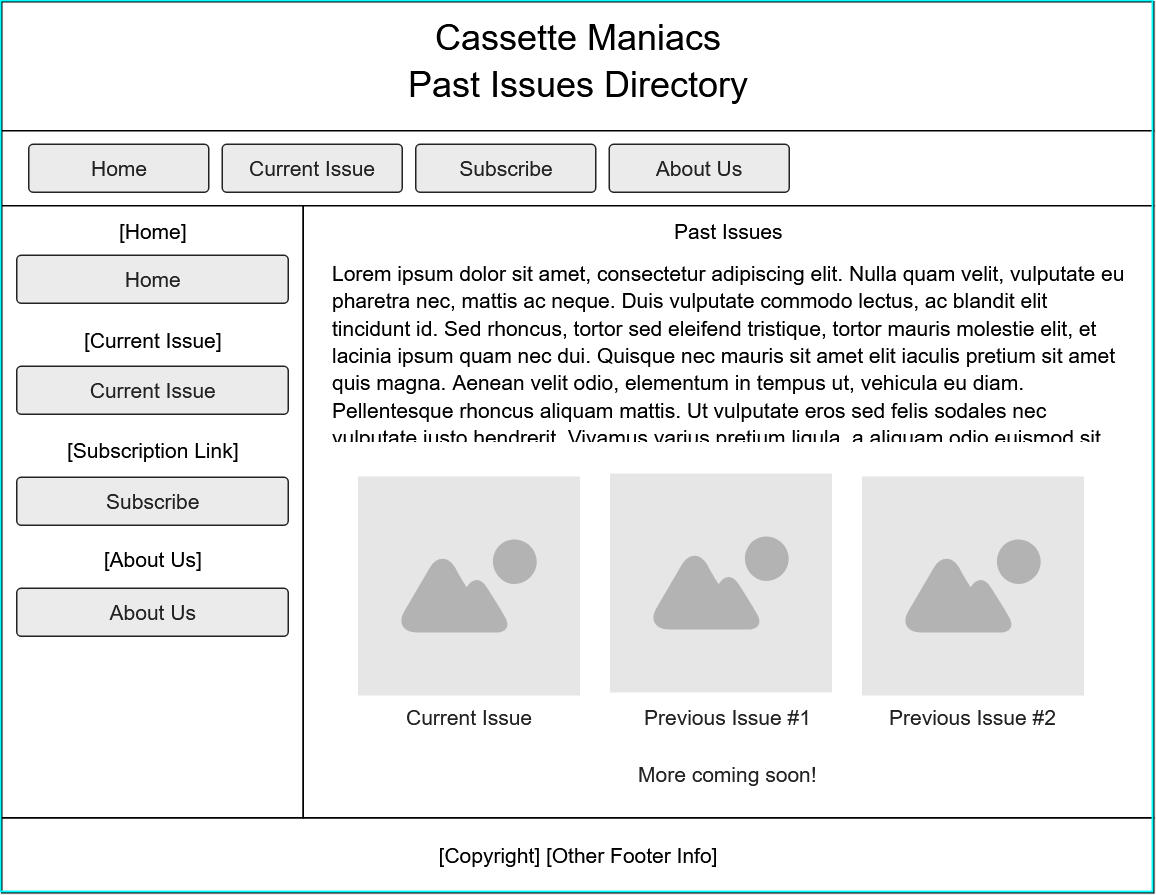 Cassette Maniacs
Past Issues Directory
Home
Current Issue
Subscribe
About Us
[Home]
Home
[Current Issue]
Current Issue
[Subscription Link]
Subscribe
[About Us]
About Us
Past Issues
Lorem ipsum dolor sit amet, consectetur adipiscing elit. Nulla quam velit, vulputate eu
pharetra nec, mattis ac neque. Duis vulputate commodo lectus, ac blandit elit
tincidunt id. Sed rhoncus, tortor sed eleifend tristique, tortor mauris molestie elit, et
lacinia ipsum quam nec dui. Quisque nec mauris sit amet elit iaculis pretium sit amet
quis magna. Aenean velit odio, elementum in tempus ut, vehicula eu diam.
Pellentesque rhoncus aliquam mattis. Ut vulputate eros sed felis sodales nec
vulputate justo hendrerit. Vivamus varius pretium ligula, a aliquam odio euismod sit
Current Issue
Previous Issue #1
Previous Issue #2
More coming soon!
[Copyright] [Other Footer Info]